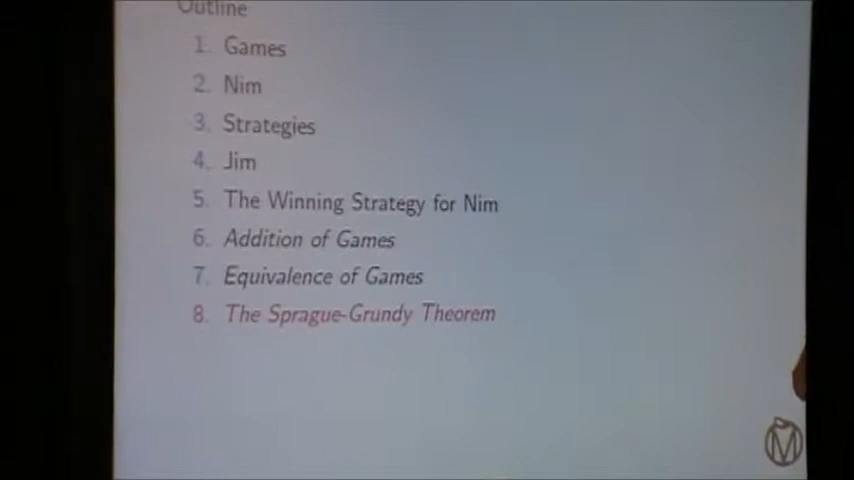 Outline
1. Games
2. Nim
3. Strategies
4. Jim
5. The Winning Strategy for Nim
6. Addition of Games
7. Equivalence of Games
8. The Sprague-Grundy Theorem
M